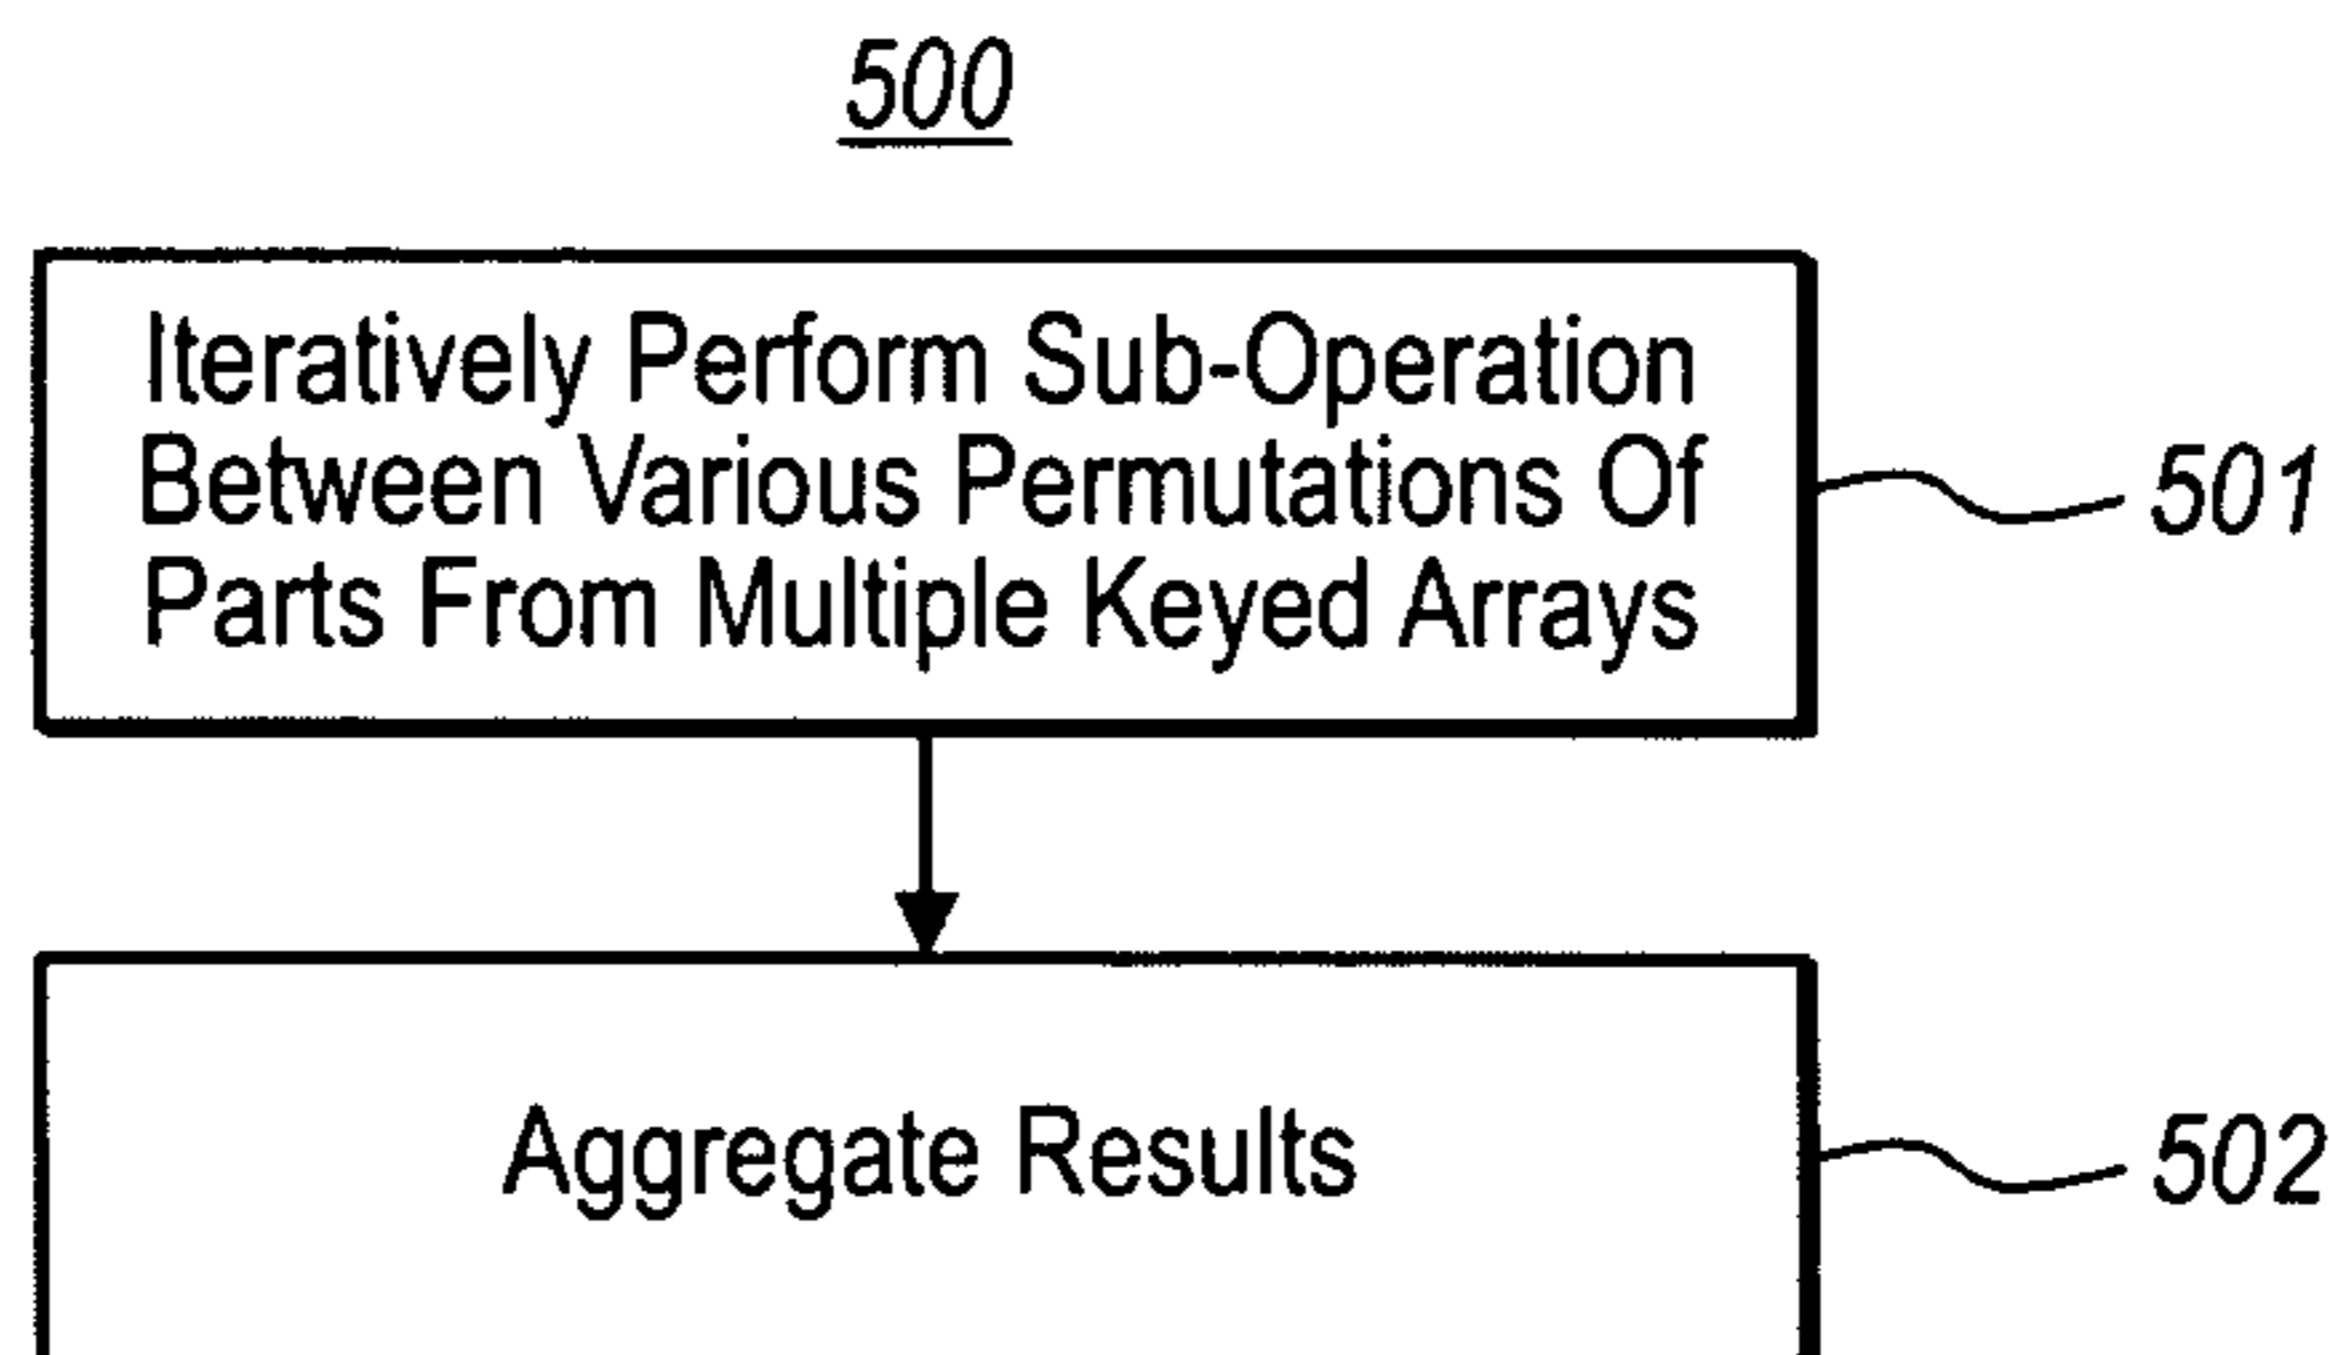 500
Iteratively Perform Sub-Operation
Between Various Permutations Of
Parts From Multiple Keyed Arrays
501
Aggregate Results
502